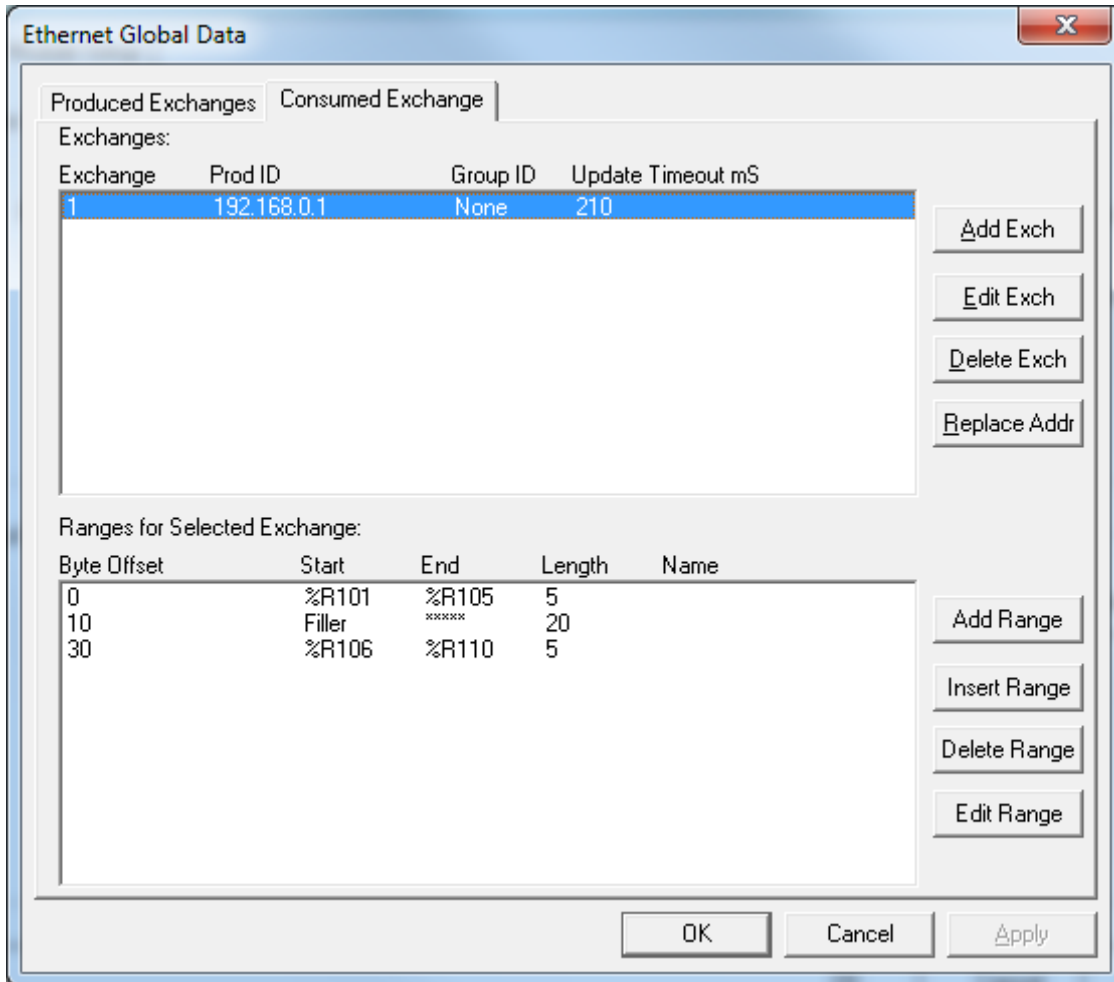 Ethernet Global Data
Produced Exchanges Consumed Exchange
Exchanges:
Exchange Prod ID Group ID Update Timeout mS
1 192.168.0.1 None 210
Add Exch
Edit Exch
Delete Exch
Replace Addr
Ranges for Selected Exchange:
Byte Offset Start End Length Name
0 %R101 %R105 5
10 Filler ***** 20
30 %R106 %R110 5
Add Range
Insert Range
Delete Range
Edit Range
OK Cancel Apply